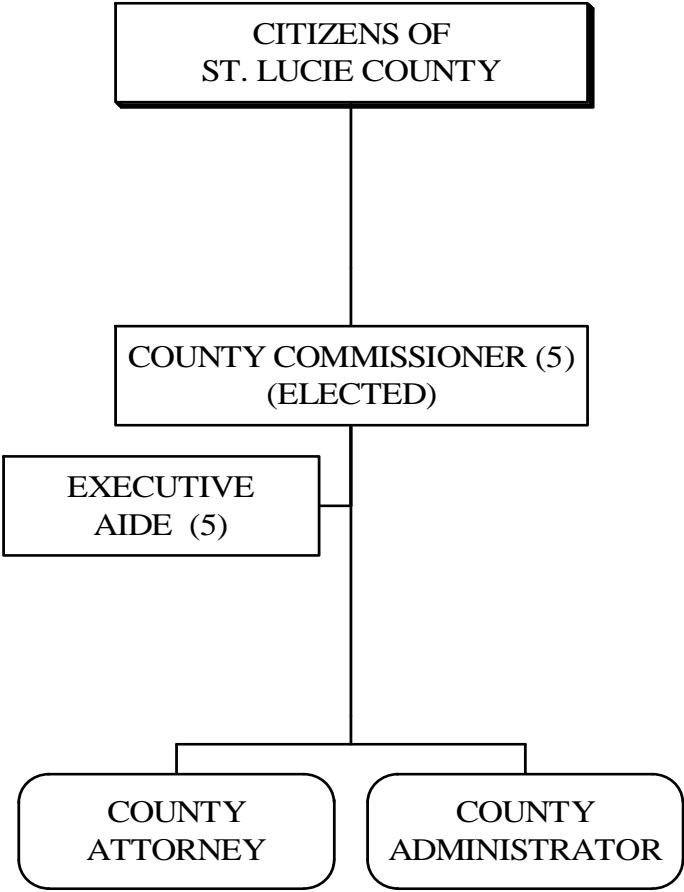 CITIZENS OF
ST. LUCIE COUNTY
COUNTY COMMISSIONER (5)
(ELECTED)
EXECUTIVE
AIDE (5)
COUNTY
ATTORNEY
COUNTY
ADMINISTRATOR